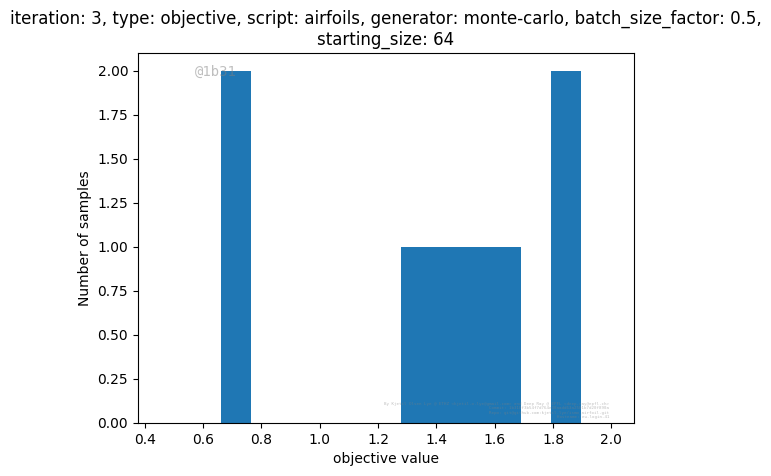 iteration: 3, type: objective, script: airfoils, generator: monte-carlo, batch_size_factor: 0.5,
starting_size: 64
@1b31
2.00
1.75
1.50
1.25
1.00
0.75
0.50
0.25
0.00
Number of samples
0.4 0.6 0.8 1.0 1.2 1.4 1.6 1.8 2.0
objective value